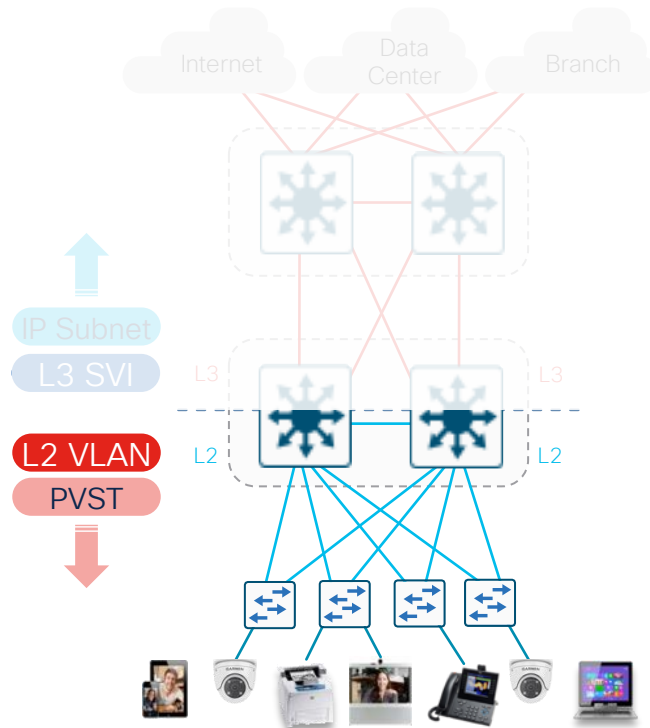 Internet
Data
Center
Branch
IP Subnet
L3 SVI
L3
L3
L2 VLAN
L2
L2
PVST